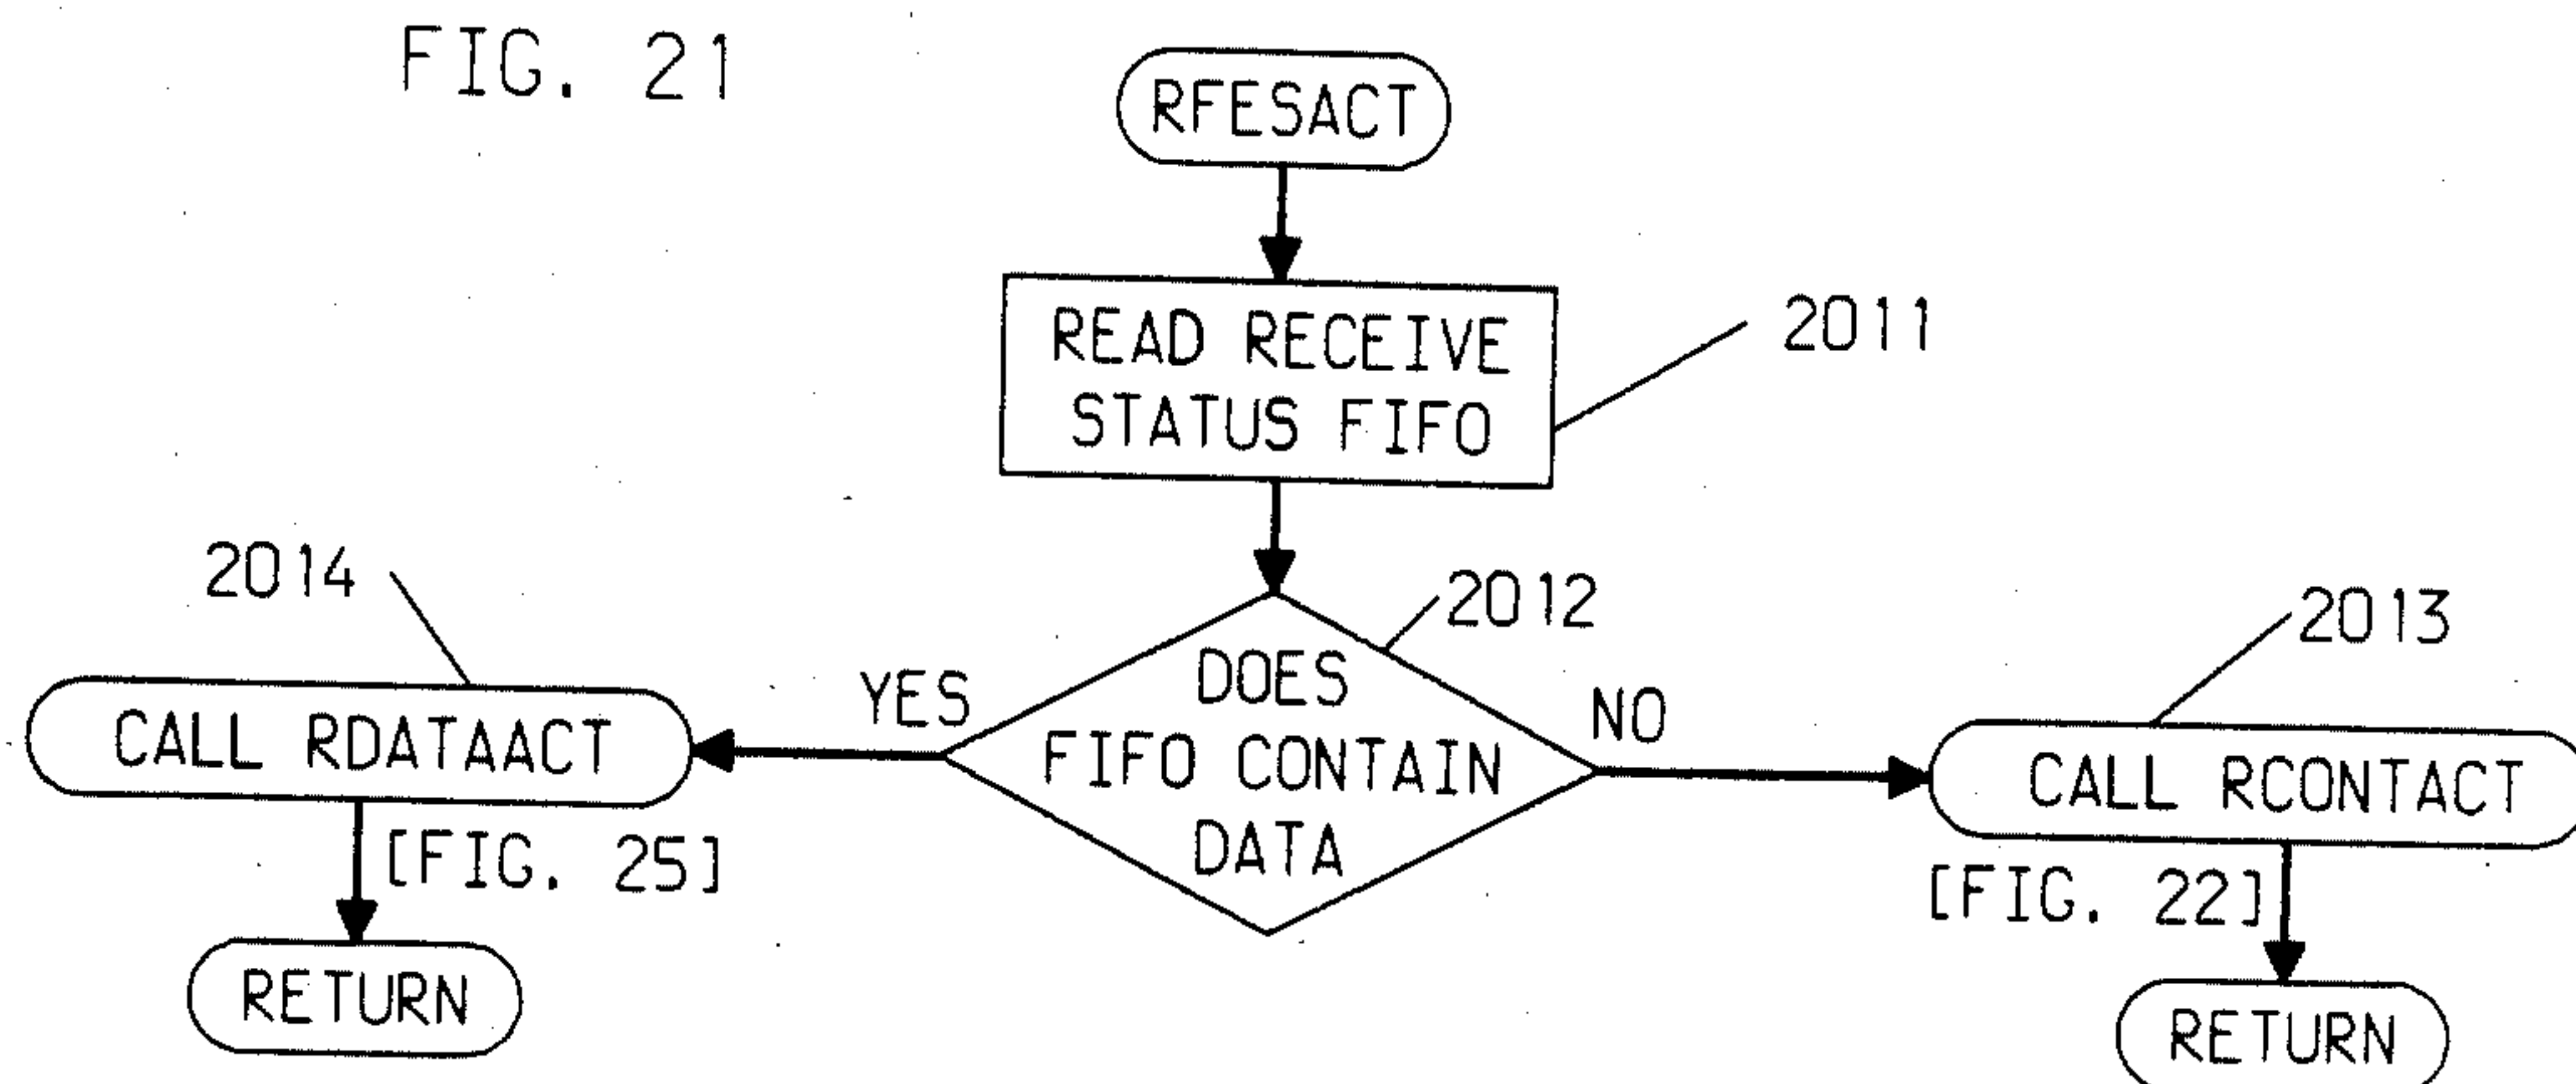 FIG. 21
RFESACT
READ RECEIVE
STATUS FIFO
2011
2014
2012
2013
DOES
FIFO CONTAIN
DATA
YES
NO
CALL RDATAACT
CALL RCONTACT
[FIG. 25]
[FIG. 22]
RETURN
RETURN